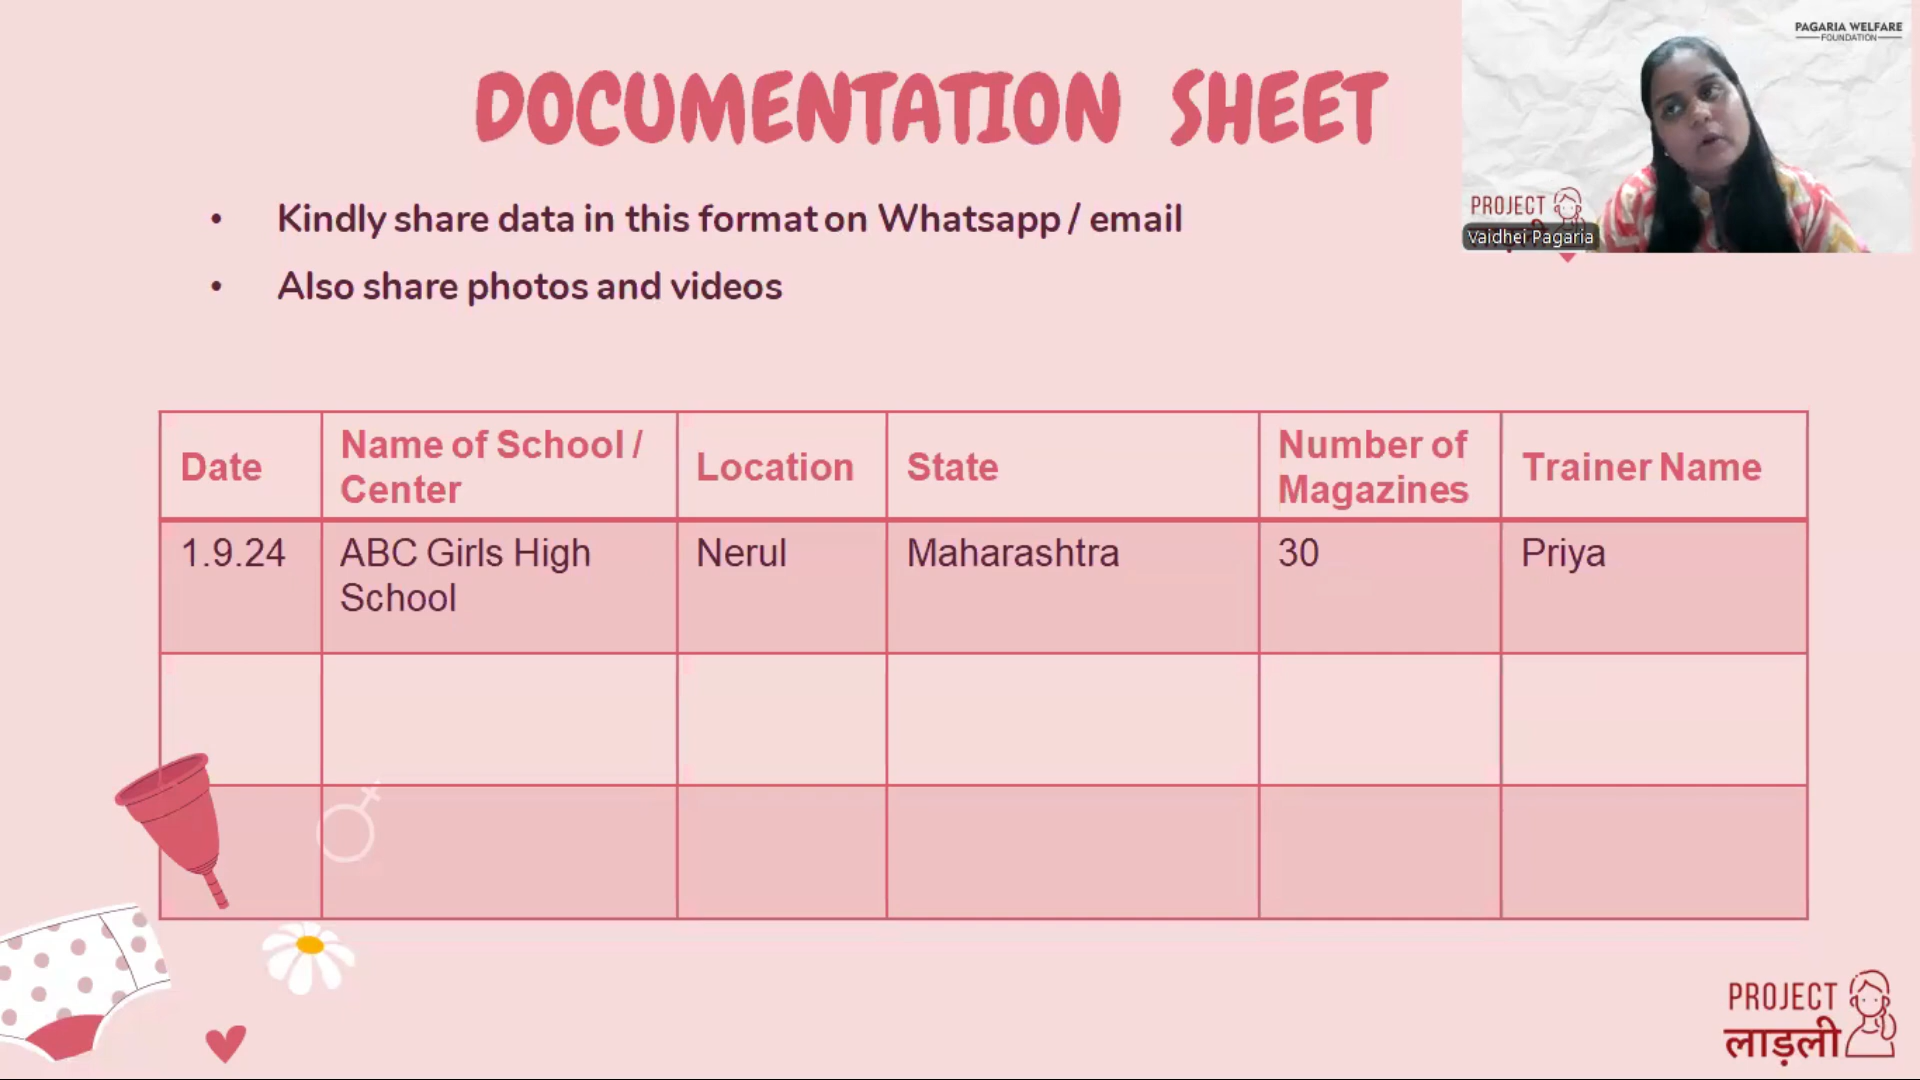 DOCUMENTATION SHEET
• Kindly share data in this format on Whatsapp / email
• Also share photos and videos
PAGARIA WELFARE
FOUNDATION
PROJECT
Vaidhei Pagaria
Date
Name of School /
Center
Location
State
Number of
Magazines
Trainer Name
1.9.24
ABC Girls High
School
Nerul
Maharashtra
30
Priya
PROJECT
लाड़ली